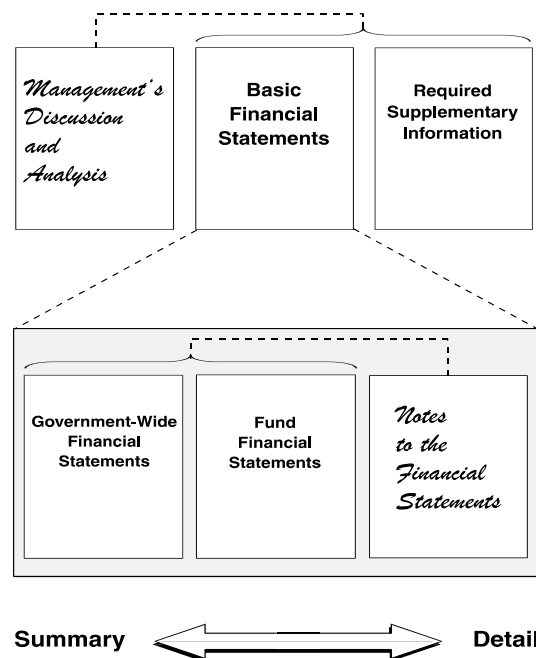 Management's
Discussion
and
Analysis
Basic
Financial
Statements
Required
Supplementary
Information
Government-Wide
Financial
Statements
Fund
Financial
Statements
Notes
to the
Financial
Statements
Summary
Detail